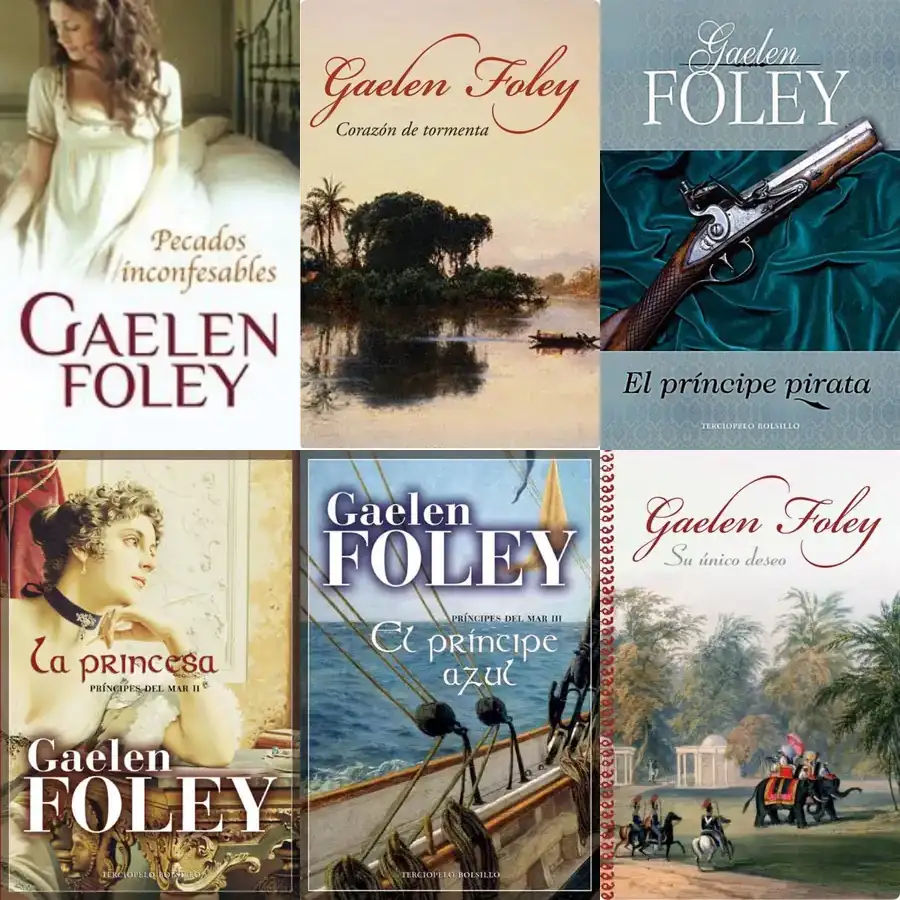 Pecados
inconfesables
GAELEN
FOLEY
Gaelen Foley
Corazón de tormenta
Gaelen
FOLEY
El príncipe pirata
TERCIOPELO BOLSILLO
La princesa
PRÍNCIPES DEL MAR II
Gaelen
FOLEY
TERCIOPELO BOLSILLO
Gaelen
FOLEY
PRÍNCIPES DEL MAR III
El príncipe
azul
TERCIOPELO BOLSILLO
Gaelen Foley
Su único deseo